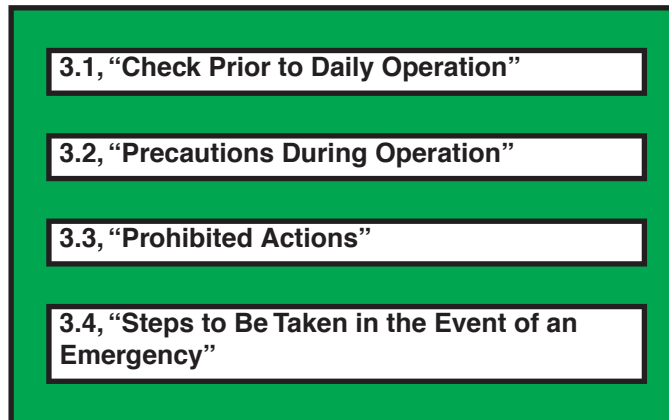 3.1, “Check Prior to Daily Operation”
3.2, “Precautions During Operation”
3.3, “Prohibited Actions”
3.4, “Steps to Be Taken in the Event of an
Emergency”